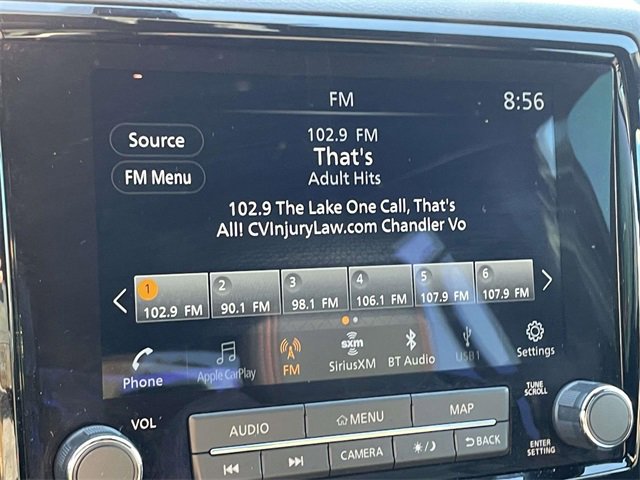 FM
8:56
Source
102.9 FM
That's
FM Menu
Adult Hits
102.9 The Lake One Call, That's
All! CVInjuryLaw.com Chandler Vo
1 2 3 4 5 6
102.9 FM 90.1 FM 98.1 FM 106.1 FM 107.9 FM 107.9 FM
Phone Apple CarPlay FM SiriusXM BT Audio USB1 Settings
sxm
VOL
AUDIO MENU MAP
TUNE
SCROLL
CAMERA BACK
ENTER
SETTING